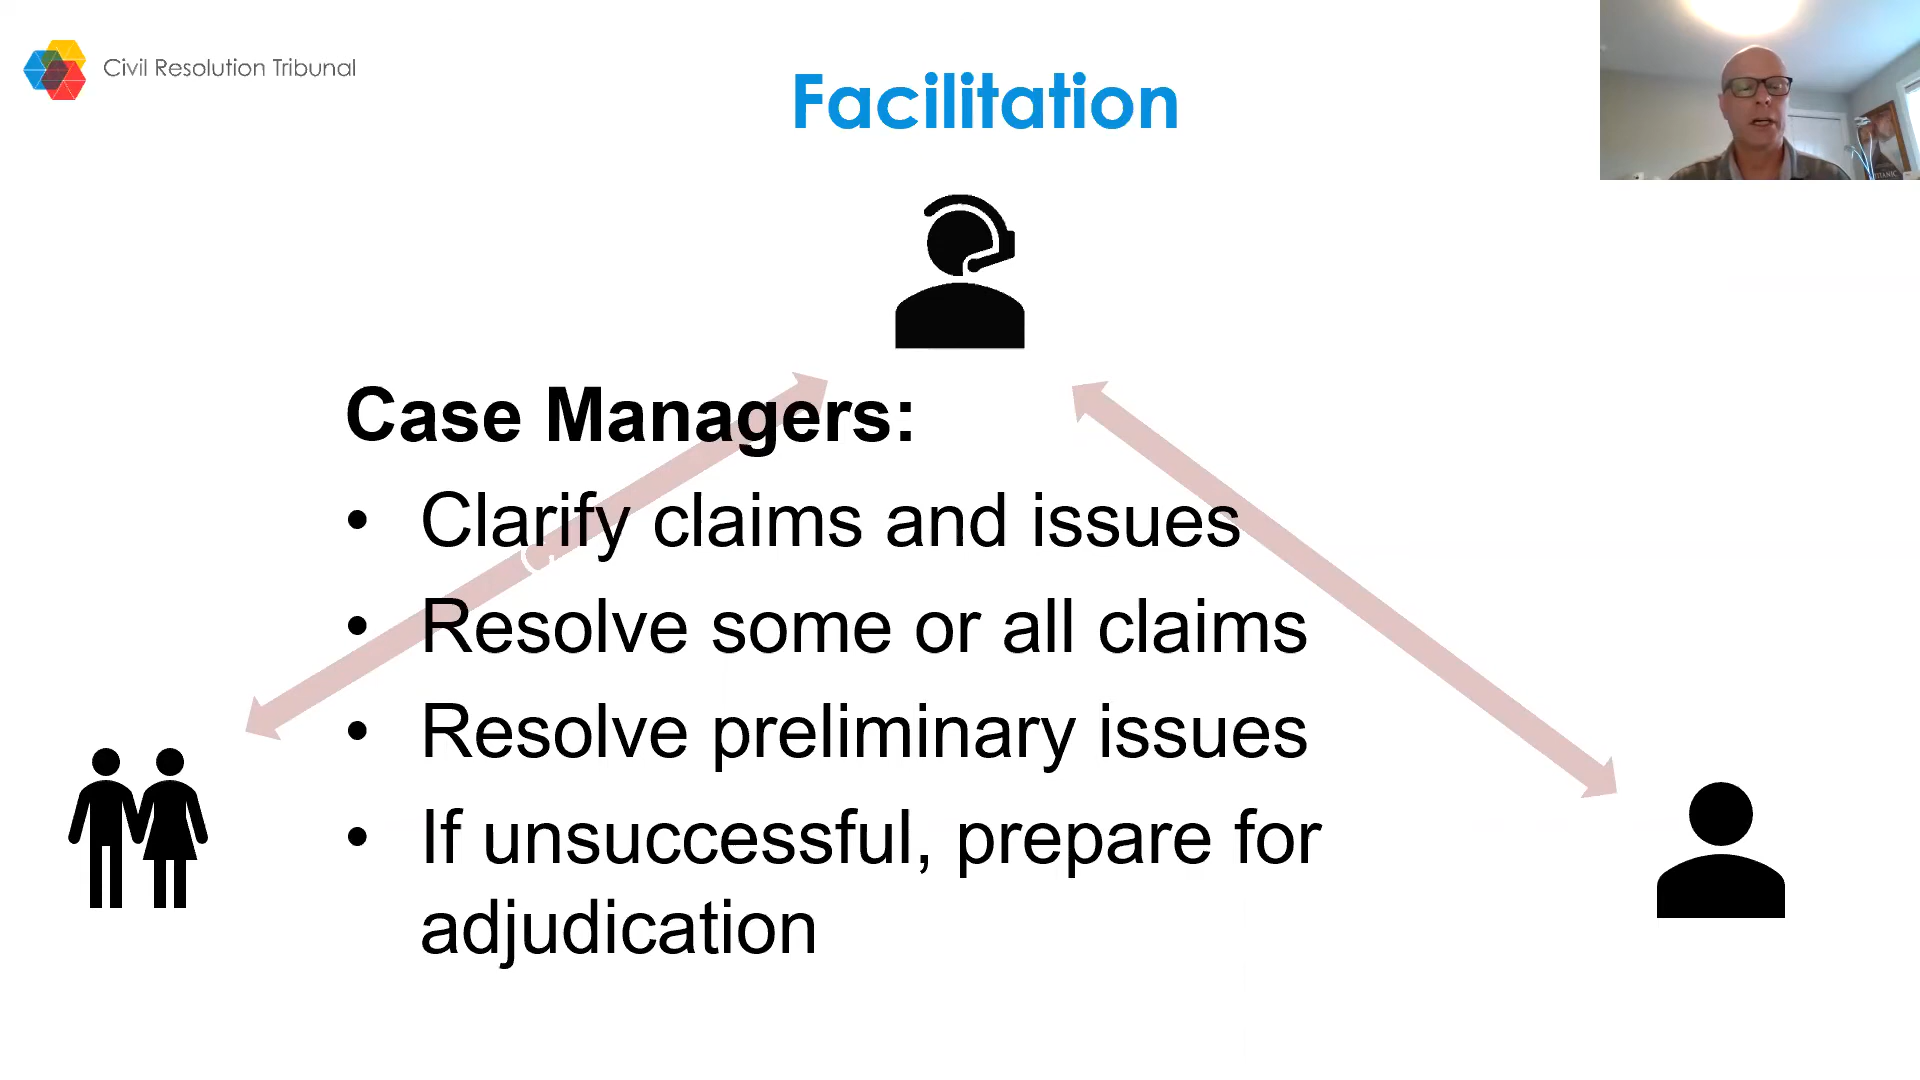 Civil Resolution Tribunal
Facilitation
TITANIC
Case Managers:
• Clarify claims and issues
• Resolve some or all claims
• Resolve preliminary issues
• If unsuccessful, prepare for
adjudication